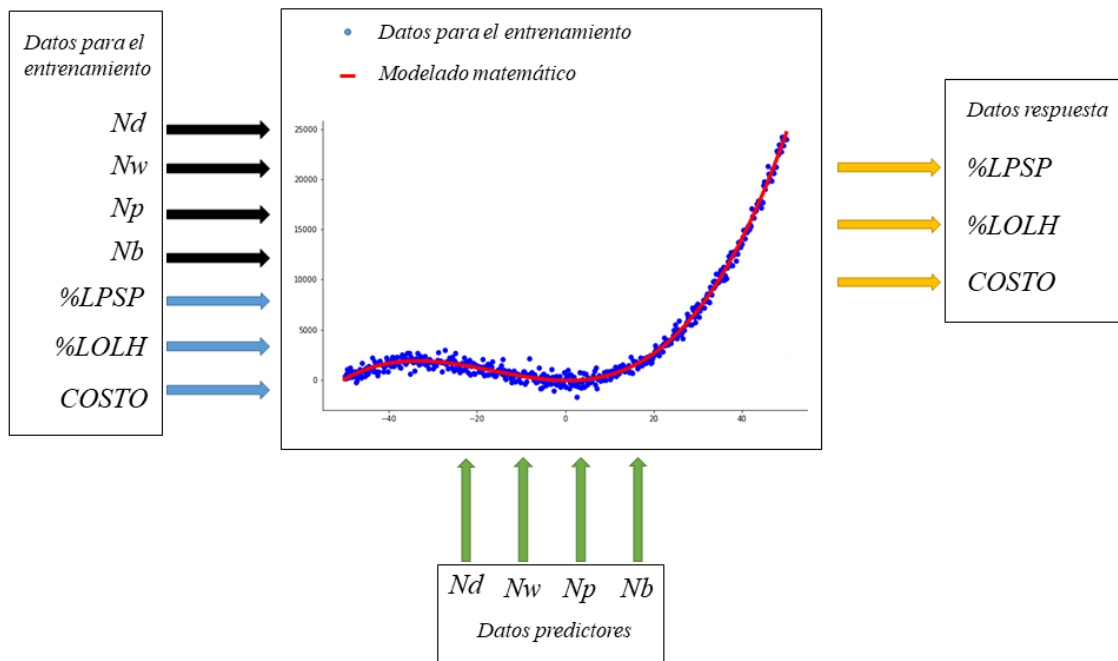 Datos para el
entrenamiento
Nd
Nw
Np
Nb
%LPSP
%LOLH
COSTO
Datos para el entrenamiento
Modelado matemático
25000
20000
15000
10000
5000
0
−40
−20
0
20
40
Datos respuesta
%LPSP
%LOLH
COSTO
Nd Nw Np Nb
Datos predictores